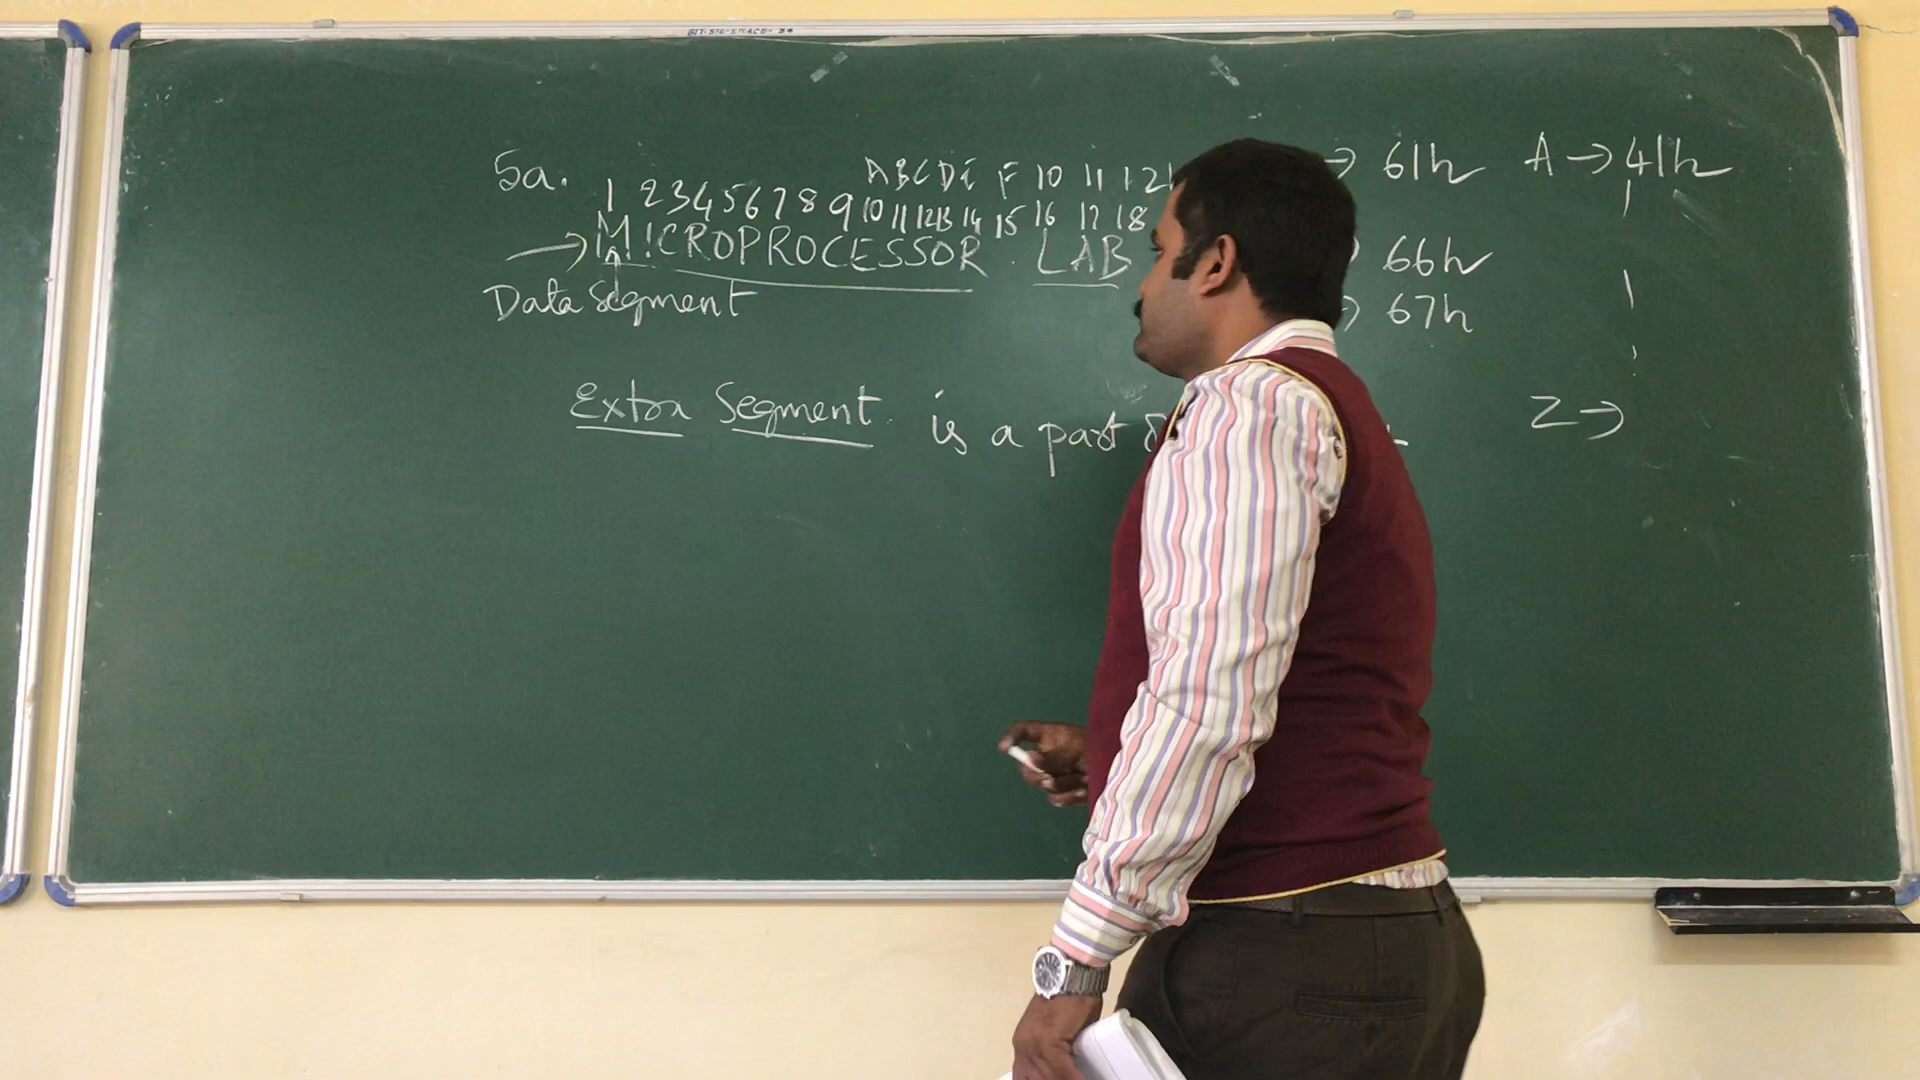 5a.
A B C D E F 10 11 12
1 2 3 4 5 6 7 8 9 10 11 12 13 14 15 16 17 18
→ MICROPROCESSOR LAB
Data Segment
Extra Segment is a part
→ 61h
→ 66h
→ 67h
A → 41h
Z →